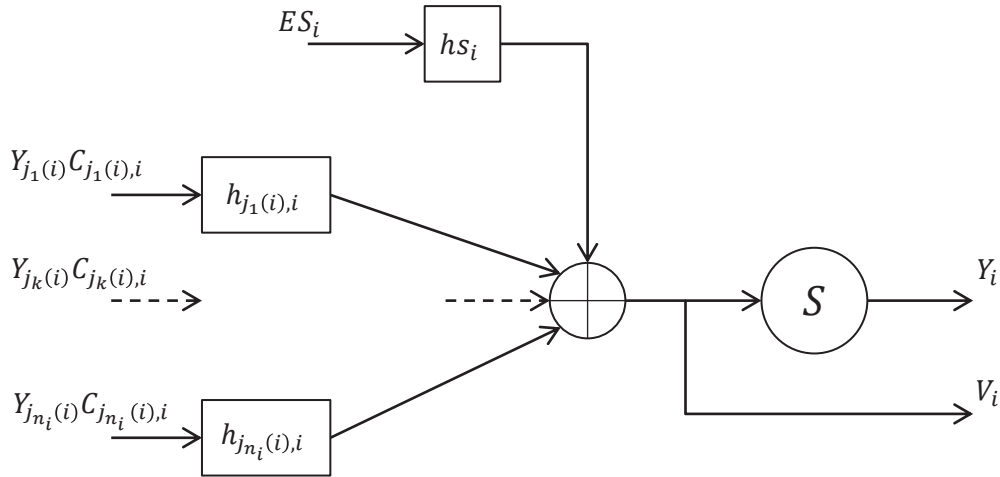 ES_i
hs_i
Y_{j_1(i)}C_{j_1(i),i}
h_{j_1(i),i}
Y_{j_k(i)}C_{j_k(i),i}
S
Y_i
V_i
Y_{j_{n_i}(i)}C_{j_{n_i}(i),i}
h_{j_{n_i}(i),i}